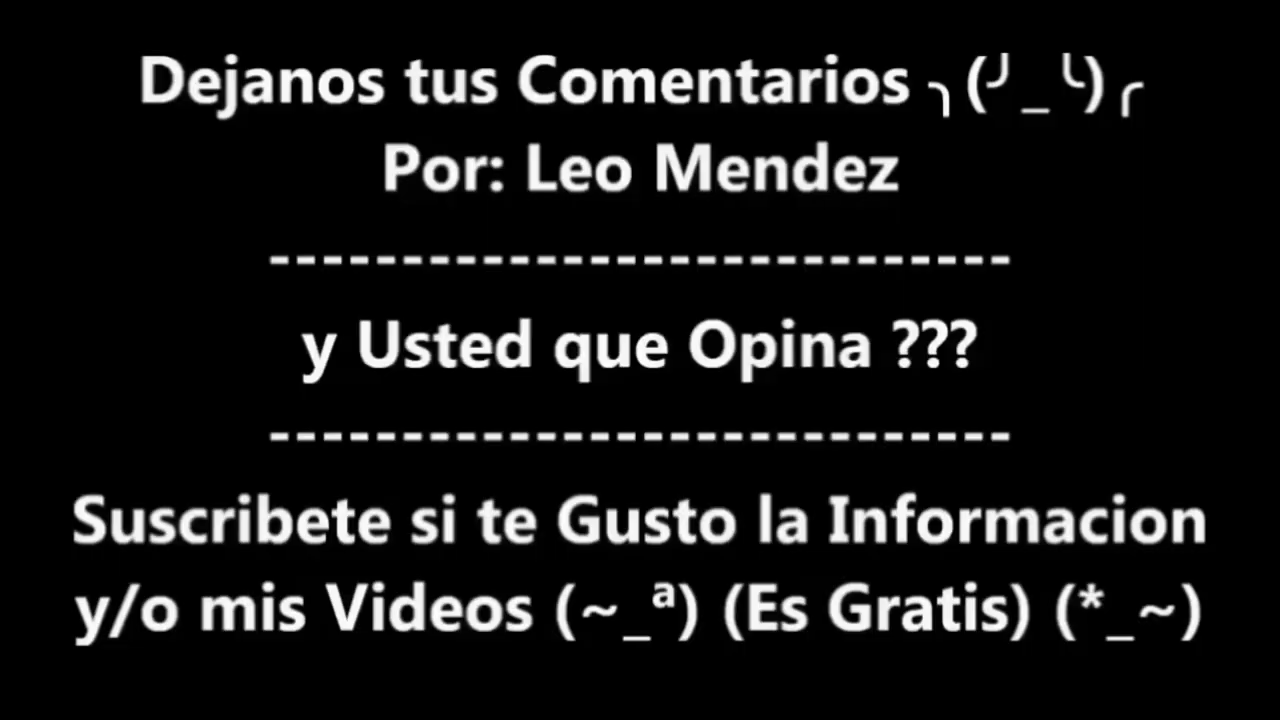 Dejanos tus Comentarios ╮(╯_╰)╭
Por: Leo Mendez
----------------------------
y Usted que Opina ???
----------------------------
Suscribete si te Gusto la Informacion
y/o mis Videos (~_ª) (Es Gratis) (*_~)